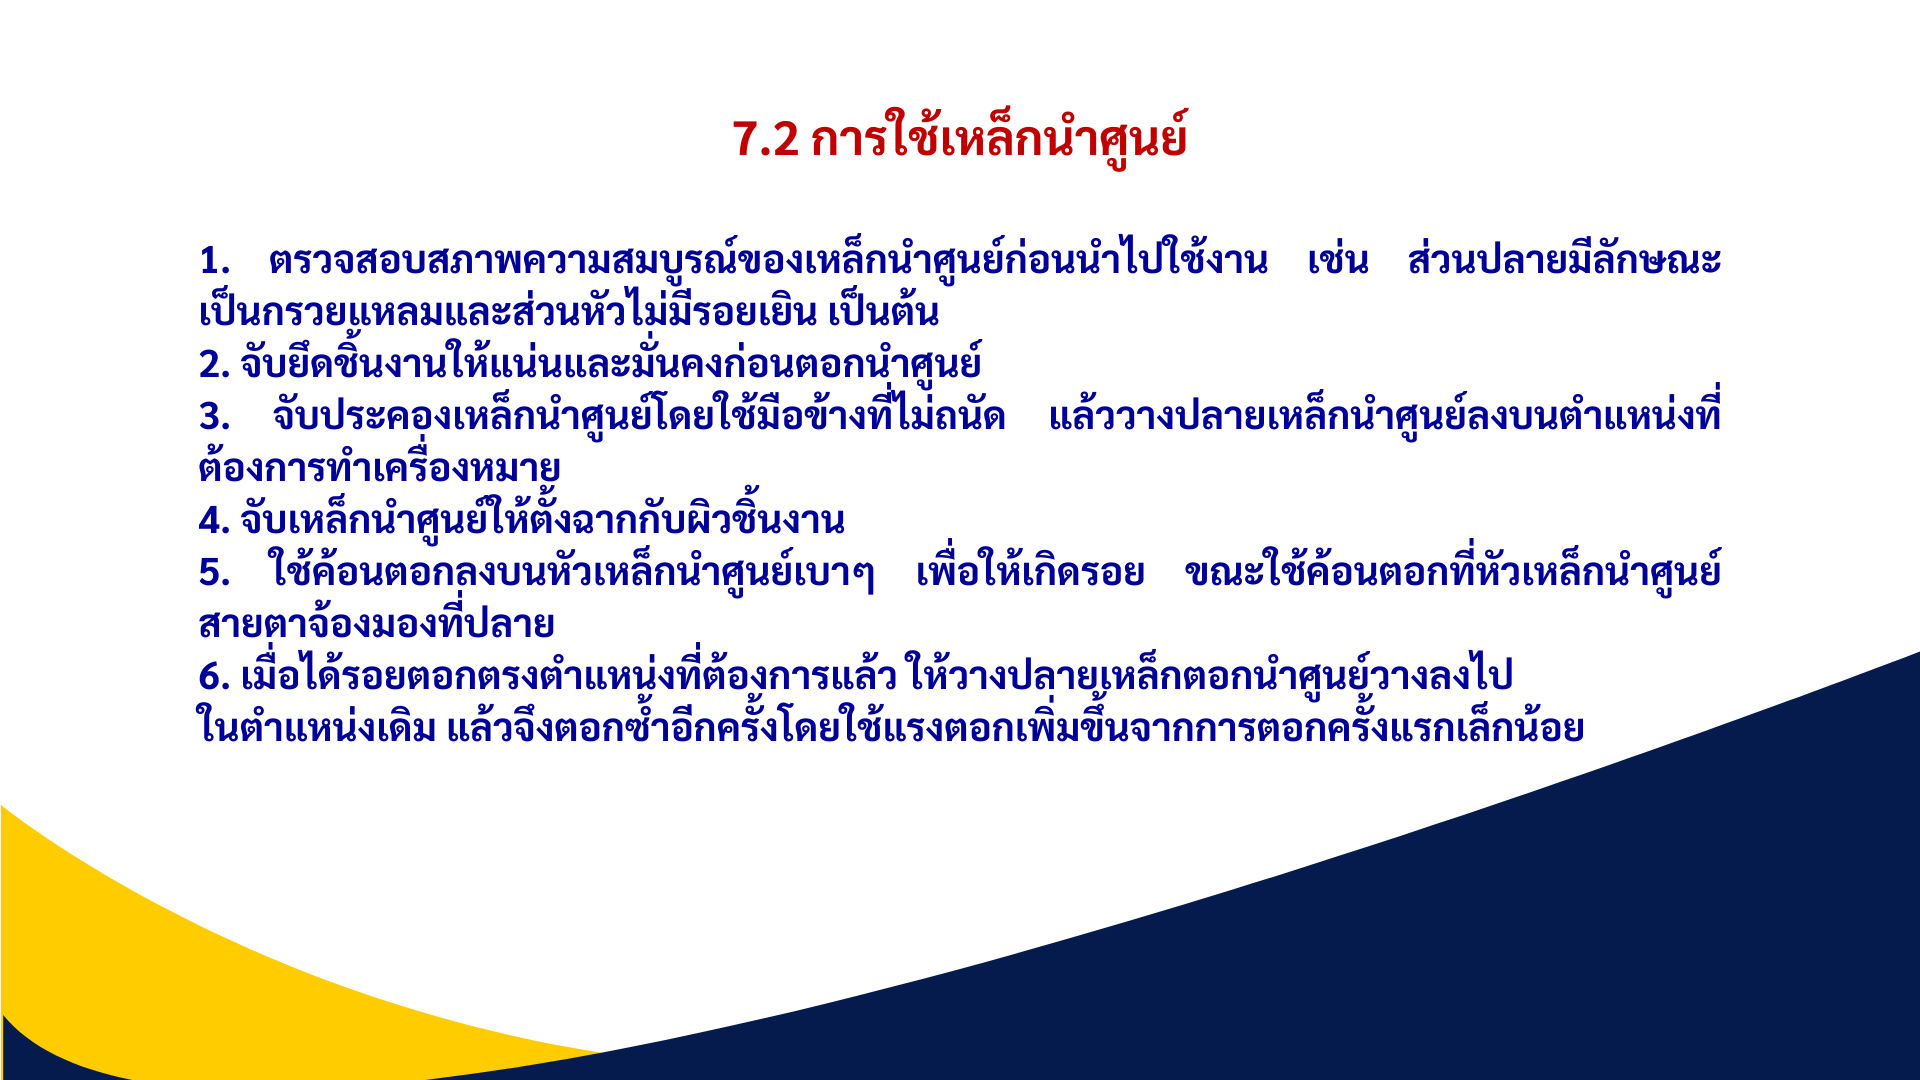 7.2 การใช้เหล็กนำศูนย์
1. ตรวจสอบสภาพความสมบูรณ์ของเหล็กนำศูนย์ก่อนนำไปใช้งาน เช่น ส่วนปลายมีลักษณะ
เป็นกรวยแหลมและส่วนหัวไม่มีรอยเยิน เป็นต้น
2. จับยึดชิ้นงานให้แน่นและมั่นคงก่อนตอกนำศูนย์
3. จับประคองเหล็กนำศูนย์โดยใช้มือข้างที่ไม่ถนัด แล้ววางปลายเหล็กนำศูนย์ลงบนตำแหน่งที่
ต้องการทำเครื่องหมาย
4. จับเหล็กนำศูนย์ให้ตั้งฉากกับผิวชิ้นงาน
5. ใช้ค้อนตอกลงบนหัวเหล็กนำศูนย์เบาๆ เพื่อให้เกิดรอย ขณะใช้ค้อนตอกที่หัวเหล็กนำศูนย์
สายตาจ้องมองที่ปลาย
6. เมื่อได้รอยตอกตรงตำแหน่งที่ต้องการแล้ว ให้วางปลายเหล็กตอกนำศูนย์วางลงไป
ในตำแหน่งเดิม แล้วจึงตอกซ้ำอีกครั้งโดยใช้แรงตอกเพิ่มขึ้นจากการตอกครั้งแรกเล็กน้อย